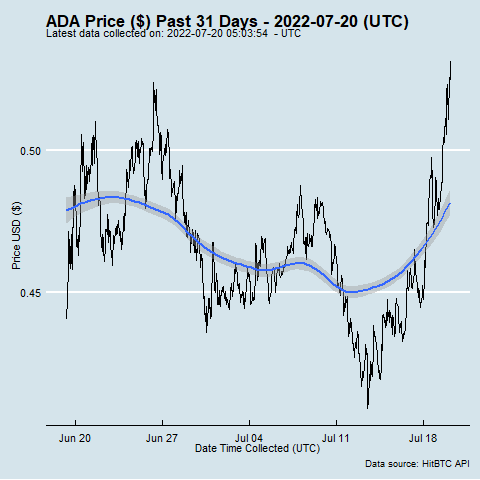 ADA Price ($) Past 31 Days - 2022-07-20 (UTC)
Latest data collected on: 2022-07-20 05:03:54 - UTC
Price USD ($)
0.50
0.45
Jun 20 Jun 27 Jul 04 Jul 11 Jul 18
Date Time Collected (UTC)
Data source: HitBTC API